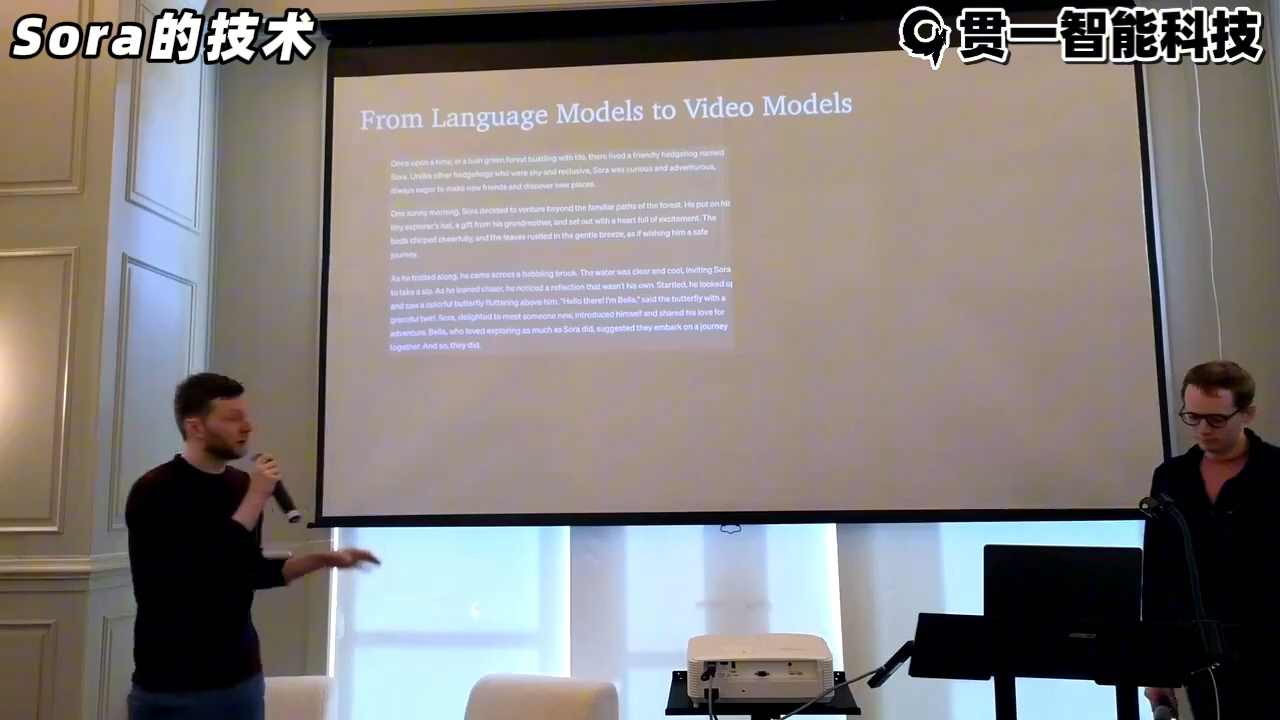 Sora的技术
贯一智能科技
From Language Models to Video Models
Once upon a time, in a lush green forest bustling with life, there lived a friendly hedgehog named
Sora. Unlike other hedgehogs who were shy and reclusive, Sora was curious and adventurous,
always eager to make new friends and discover new places.
One sunny morning, Sora decided to venture beyond the familiar paths of the forest. He put on his
tiny explorer's hat, a gift from his grandmother, and set out with a heart full of excitement. The
birds chirped cheerfully, and the leaves rustled in the gentle breeze, as if wishing him a safe
journey.
As he trotted along, he came across a babbling brook. The water was clear and cool, inviting Sora
to take a sip. As he leaned closer, he noticed a reflection that wasn't his own. Startled, he looked up
and saw a colorful butterfly fluttering above him. "Hello there! I'm Bella," said the butterfly with a
graceful twirl. Sora, delighted to meet someone new, introduced himself and shared his love for
adventure. Bella, who loved exploring as much as Sora did, suggested they embark on a journey
together. And so, they did.